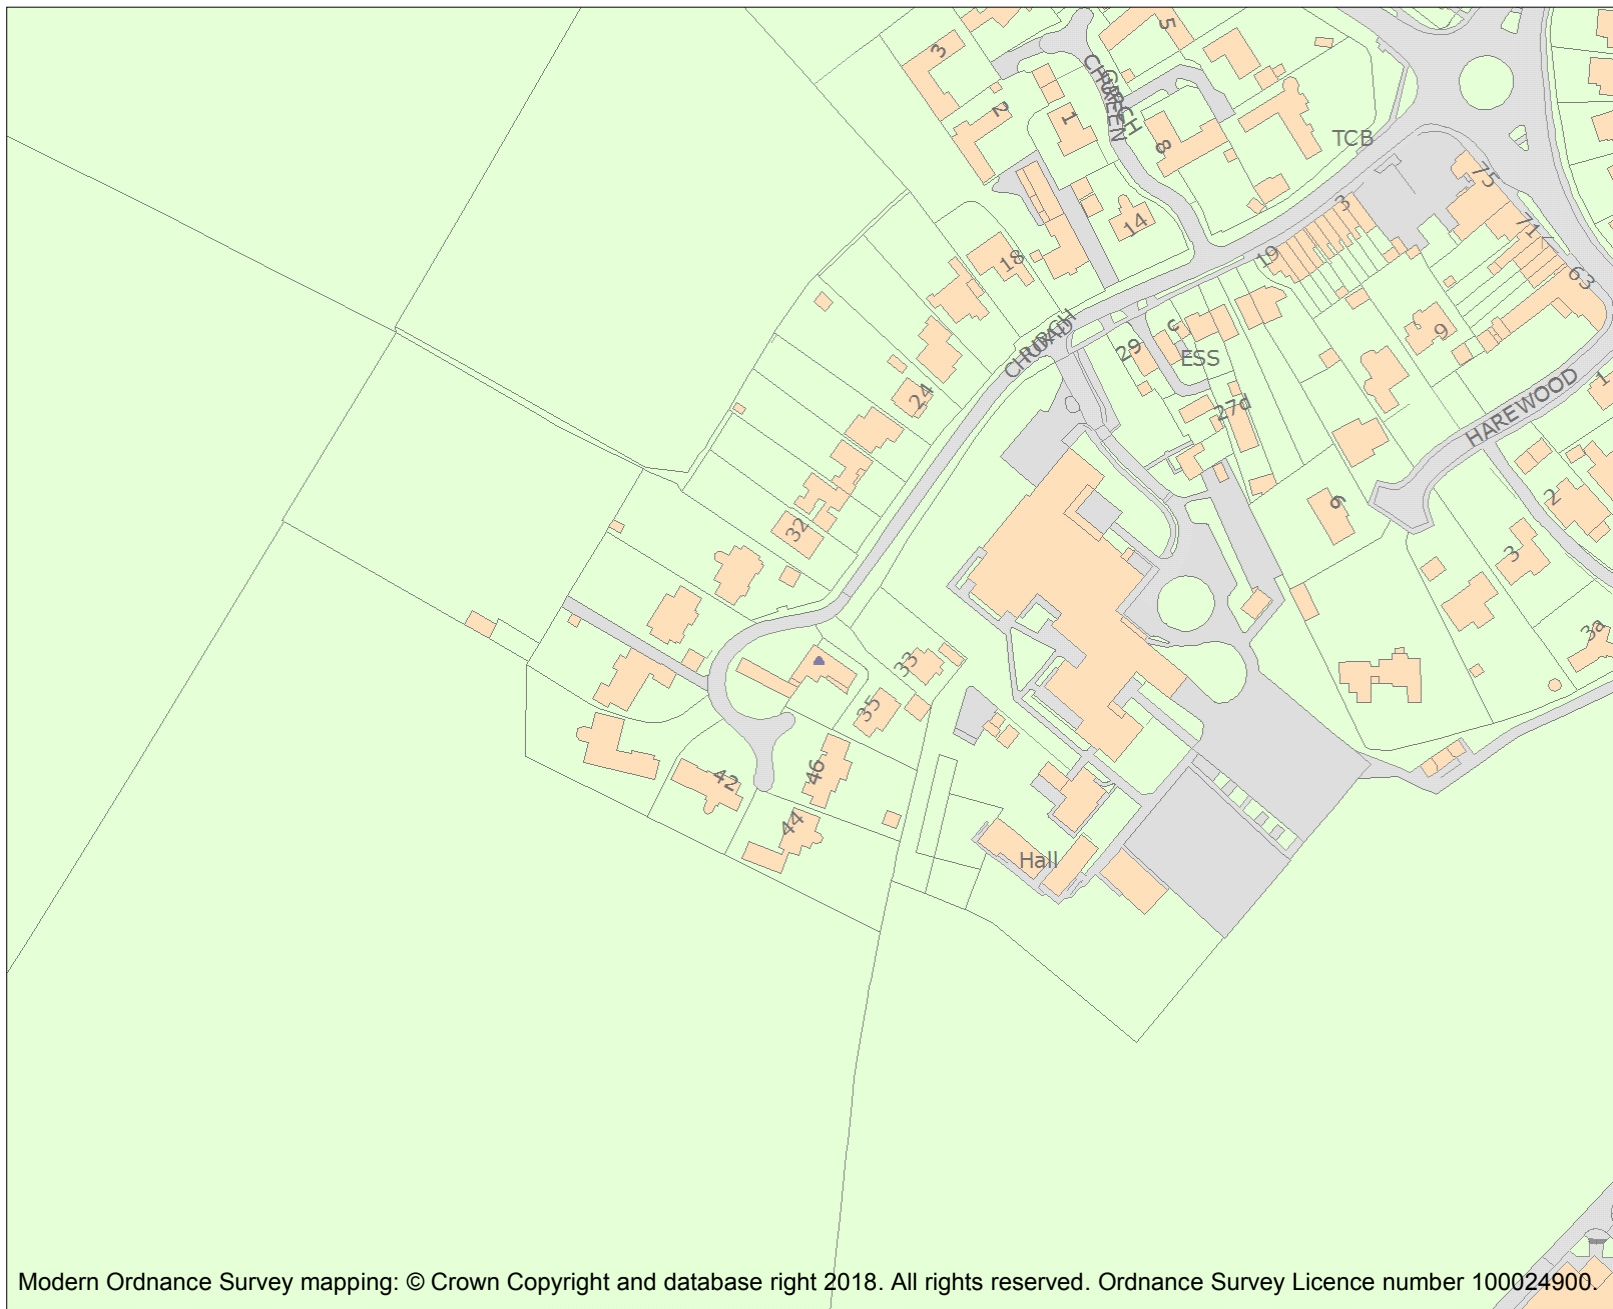 5
3
2
1
CHURCH
GREEN
8
TCB
75
3
14
71
19
18
63
CHURCH
ROAD
c
29
ESS
9
24
27d
HAREWOOD
1
32
6
2
3
3a
33
35
46
42
44
Hall
Modern Ordnance Survey mapping: © Crown Copyright and database right 2018. All rights reserved. Ordnance Survey Licence number 100024900.